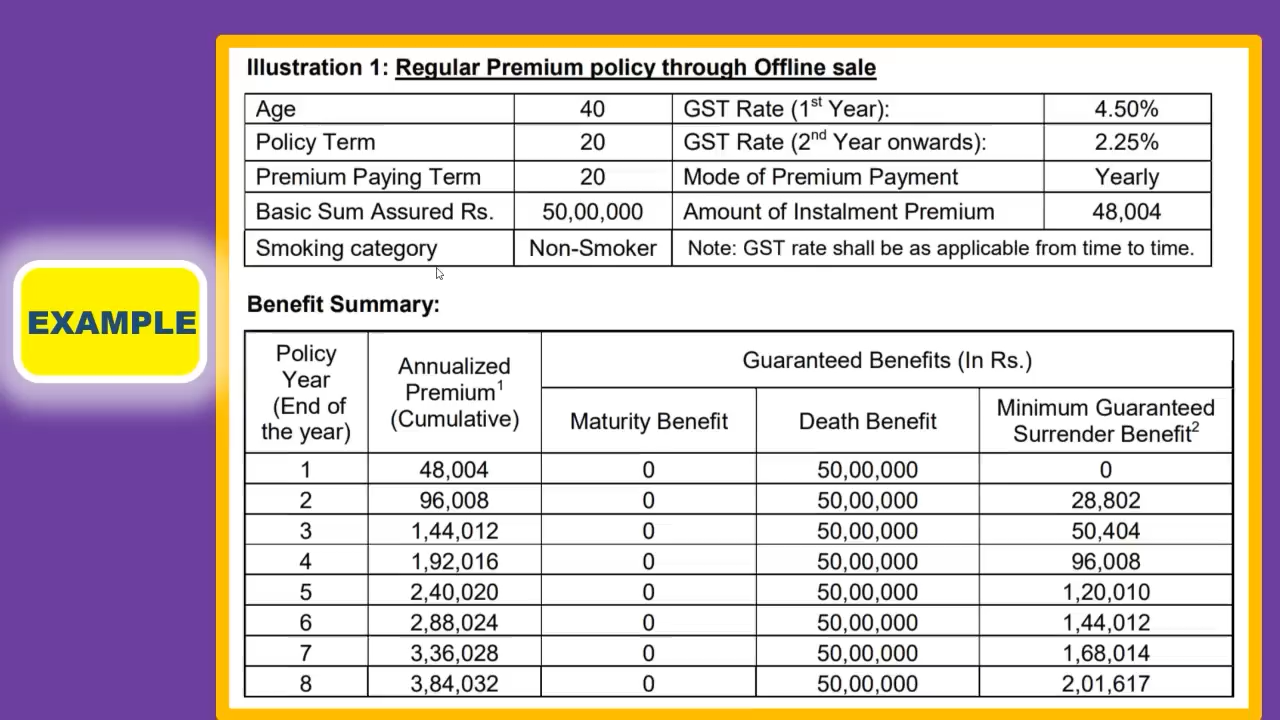 Illustration 1: Regular Premium policy through Offline sale
Age 40 GST Rate (1st Year): 4.50%
Policy Term 20 GST Rate (2nd Year onwards): 2.25%
Premium Paying Term 20 Mode of Premium Payment Yearly
Basic Sum Assured Rs. 50,00,000 Amount of Instalment Premium 48,004
Smoking category Non-Smoker Note: GST rate shall be as applicable from time to time.
EXAMPLE
Benefit Summary:
Policy
Year
(End of
the year)
Annualized
Premium1
(Cumulative)
Guaranteed Benefits (In Rs.)
Maturity Benefit
Death Benefit
Minimum Guaranteed
Surrender Benefit2
1 48,004 0 50,00,000 0
2 96,008 0 50,00,000 28,802
3 1,44,012 0 50,00,000 50,404
4 1,92,016 0 50,00,000 96,008
5 2,40,020 0 50,00,000 1,20,010
6 2,88,024 0 50,00,000 1,44,012
7 3,36,028 0 50,00,000 1,68,014
8 3,84,032 0 50,00,000 2,01,617